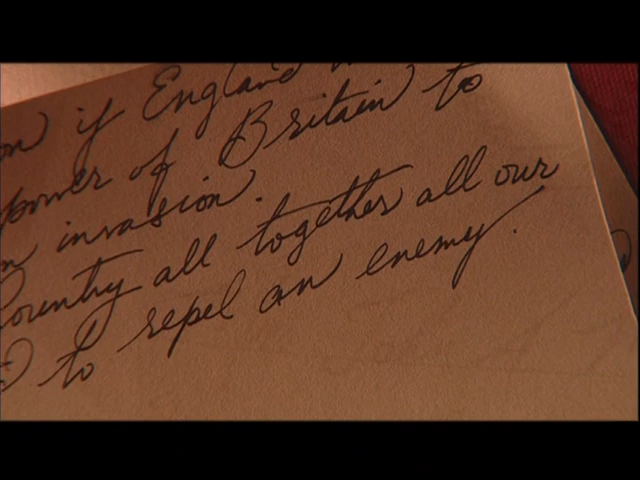 if England
power of Britain to
invasion.
Country all together all our
to repel an enemy.